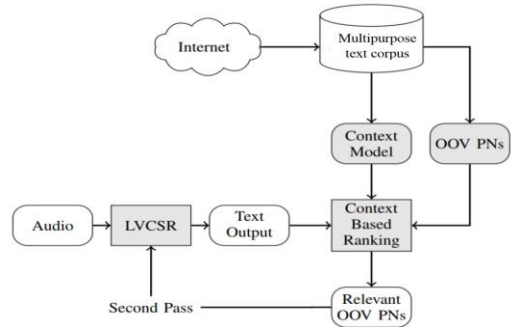 Internet
Multipurpose
text corpus
Context
Model
OOV PNs
Audio
LVCSR
Text
Output
Context
Based
Ranking
Second Pass
Relevant
OOV PNs